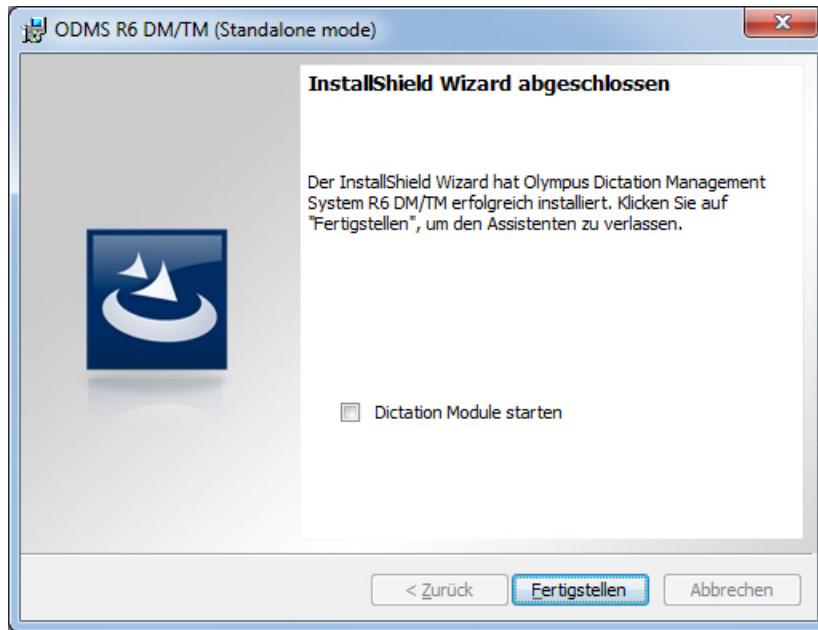 ODMS R6 DM/TM (Standalone mode)
InstallShield Wizard abgeschlossen
Der InstallShield Wizard hat Olympus Dictation Management
System R6 DM/TM erfolgreich installiert. Klicken Sie auf
"Fertigstellen", um den Assistenten zu verlassen.
Dictation Module starten
< Zurück Fertigstellen Abbrechen